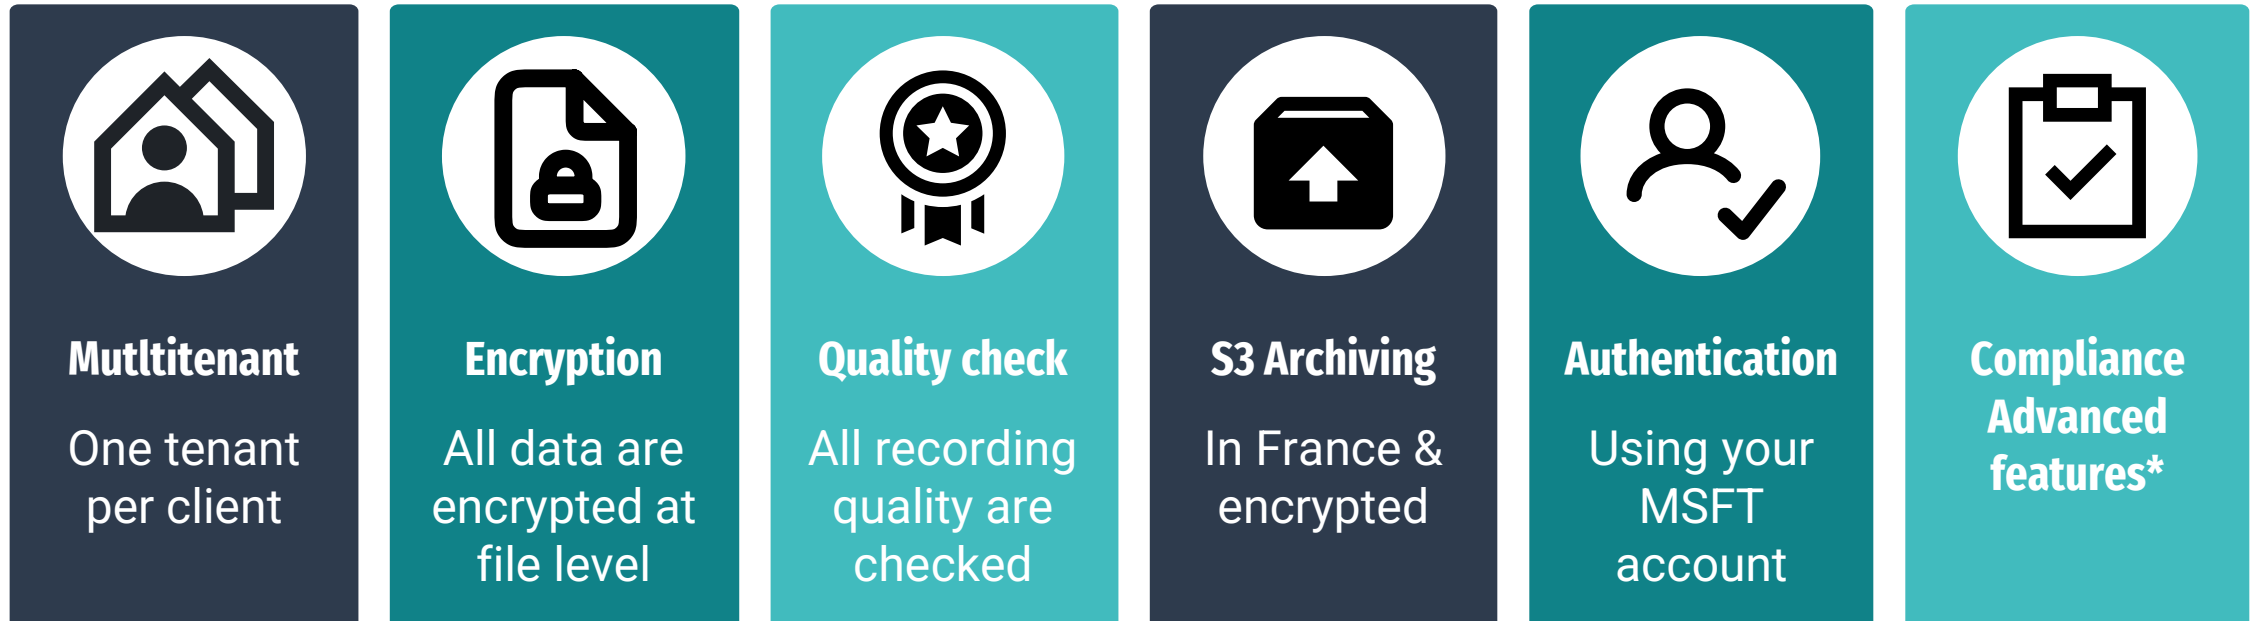 Mutltitenant
One tenant
per client
Encryption
All data are
encrypted at
file level
Quality check
All recording
quality are
checked
S3 Archiving
In France &
encrypted
Authentication
Using your
MSFT
account
Compliance
Advanced
features*